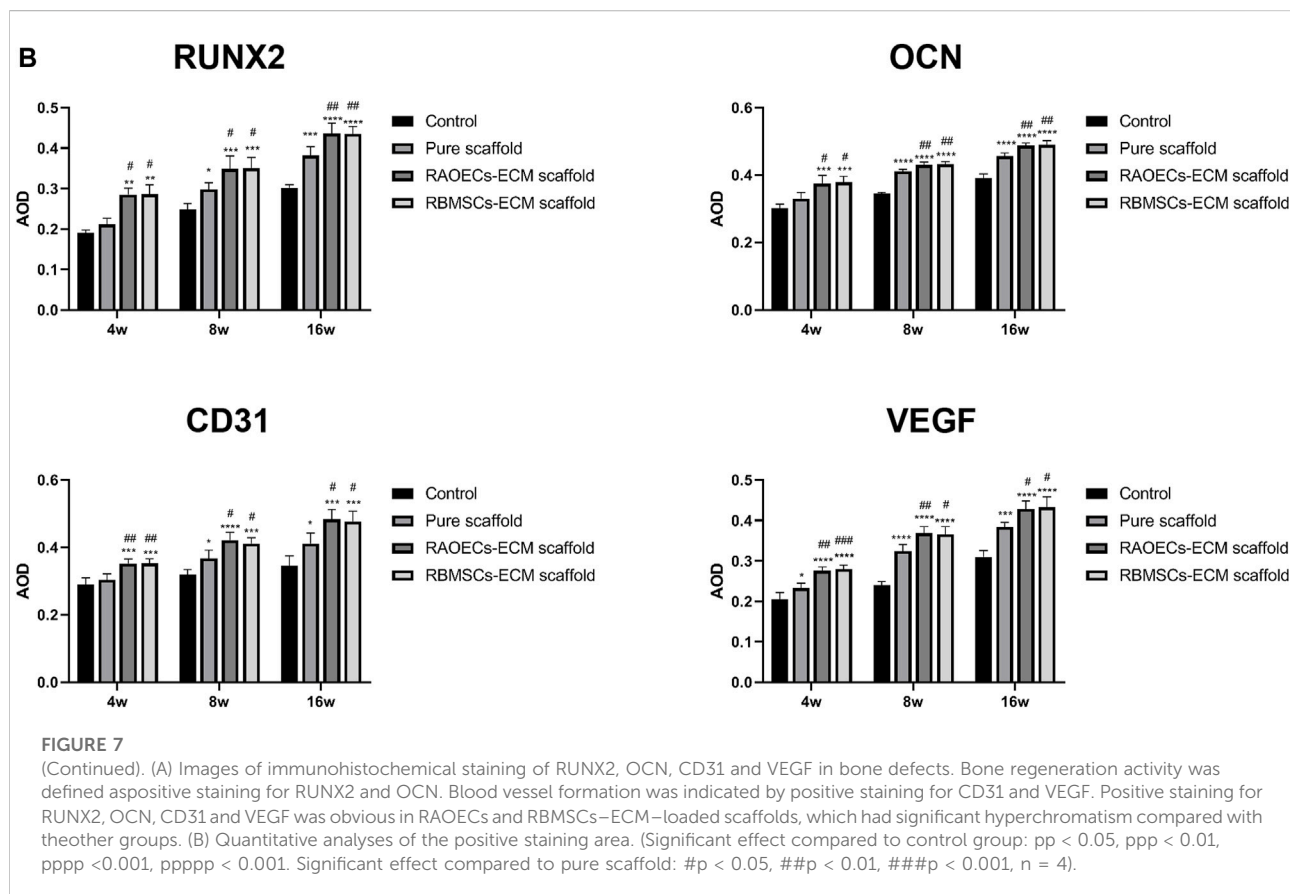 B
RUNX2
0.5
0.4
0.3
0.2
0.1
0.0
AOD
# #
** **
# #
* *** ***
## ##
*** **** ****
4w 8w 16w
Control
Pure scaffold
RAOECs-ECM scaffold
RBMSCs-ECM scaffold
OCN
0.6
0.4
0.2
0.0
AOD
# #
*** ***
## ##
**** **** ****
## ##
**** **** ****
4w 8w 16w
Control
Pure scaffold
RAOECs-ECM scaffold
RBMSCs-ECM scaffold
CD31
0.6
0.4
0.2
0.0
AOD
## ##
*** ***
# #
* **** ***
# #
* *** ***
4w 8w 16w
Control
Pure scaffold
RAOECs-ECM scaffold
RBMSCs-ECM scaffold
VEGF
0.5
0.4
0.3
0.2
0.1
0.0
AOD
## ###
* **** ****
## #
**** **** ****
# #
*** **** ****
4w 8w 16w
Control
Pure scaffold
RAOECs-ECM scaffold
RBMSCs-ECM scaffold
FIGURE 7
(Continued). (A) Images of immunohistochemical staining of RUNX2, OCN, CD31 and VEGF in bone defects. Bone regeneration activity was
defined aspositive staining for RUNX2 and OCN. Blood vessel formation was indicated by positive staining for CD31 and VEGF. Positive staining for
RUNX2, OCN, CD31 and VEGF was obvious in RAOECs and RBMSCs–ECM–loaded scaffolds, which had significant hyperchromatism compared with
theother groups. (B) Quantitative analyses of the positive staining area. (Significant effect compared to control group: pp < 0.05, ppp < 0.01,
pppp <0.001, ppppp < 0.001. Significant effect compared to pure scaffold: #p < 0.05, ##p < 0.01, ###p < 0.001, n = 4).